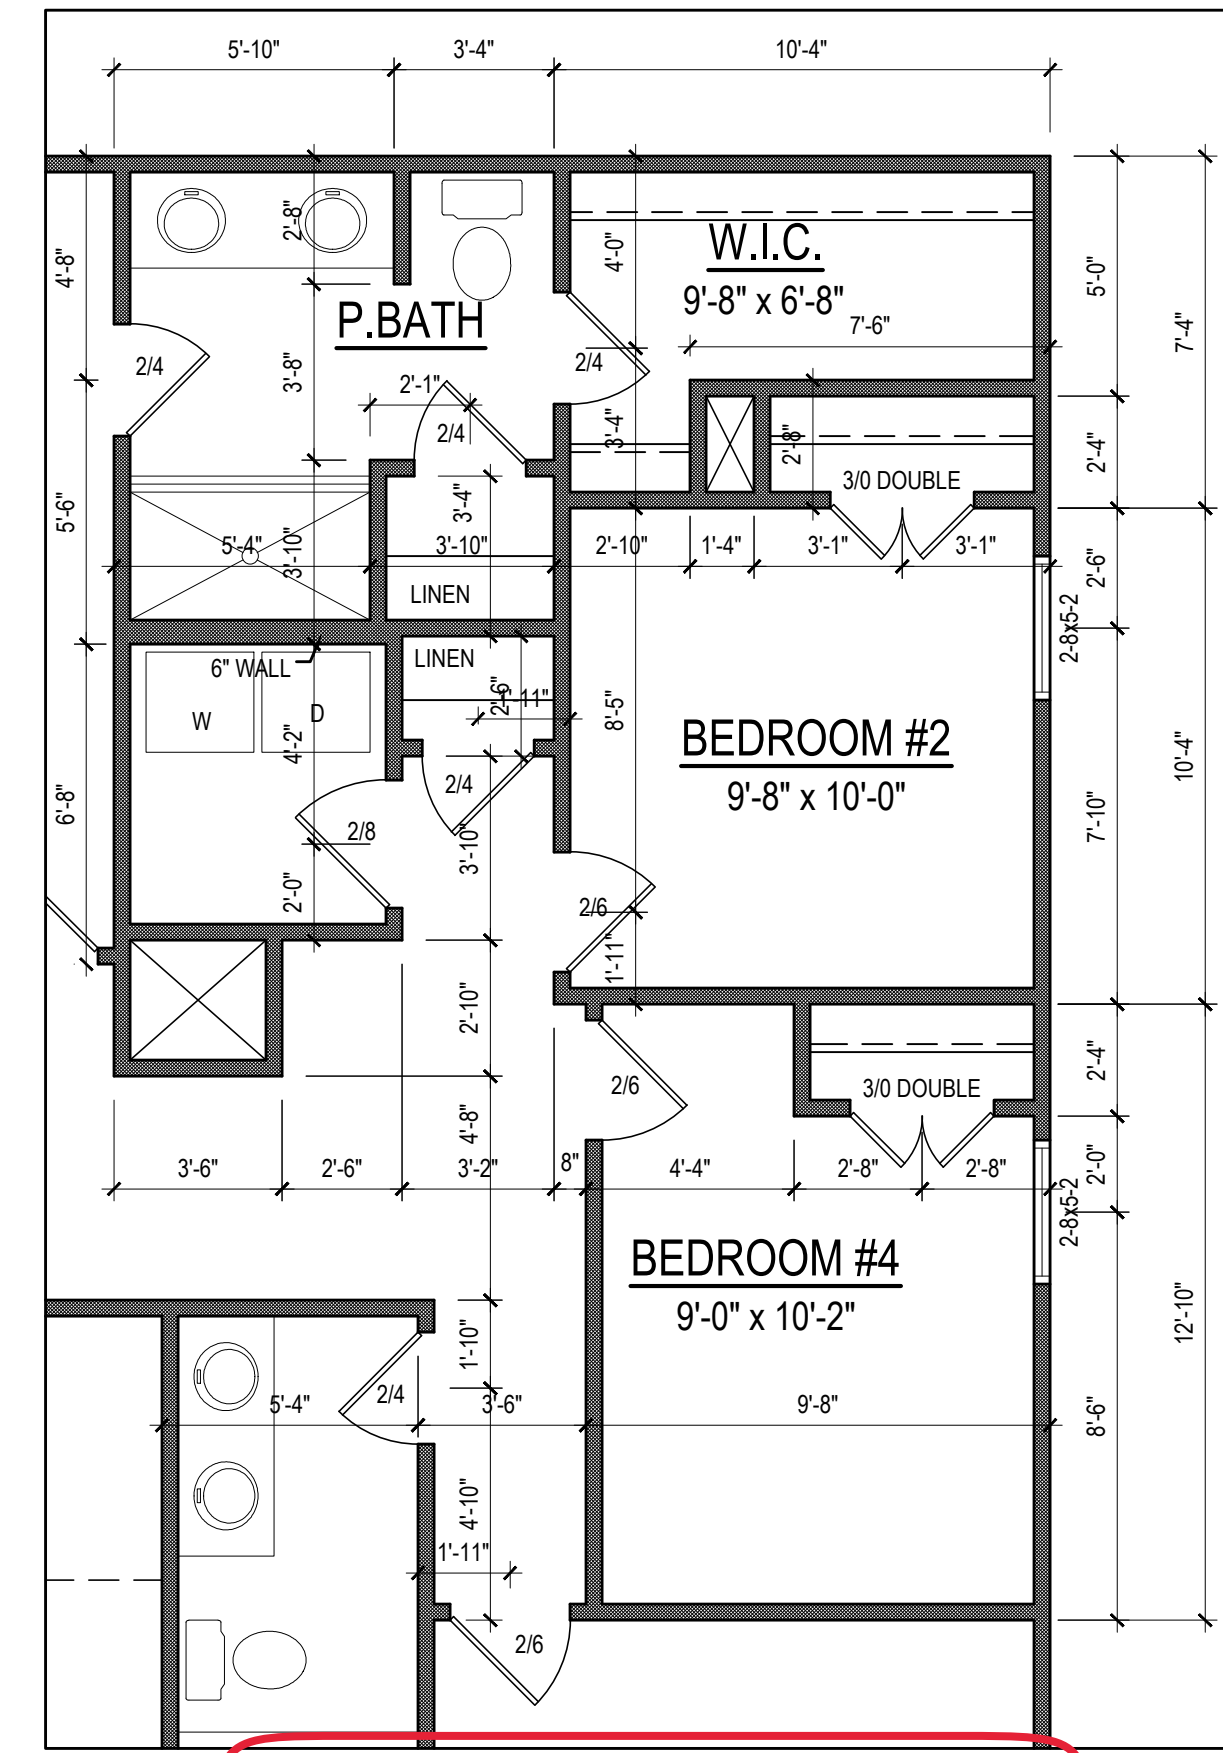 5'-10" 3'-4" 10'-4"
2'-8"
4'-8"
4'-0"
W.I.C.
9'-8" x 6'-8"
5'-0"
P.BATH
7'-6"
7'-4"
2/4
3'-8"
2'-1"
2/4
2/4
3'-4"
2'-8"
2'-4"
3/0 DOUBLE
5'-6"
3'-4"
5'-4"
3'-10"
3'-10"
2'-10"
1'-4"
3'-1"
3'-1"
2'-6"
LINEN
2-8x5-2
LINEN
6" WALL
2'-6"
1'-11"
W
D
4'-2"
8'-5"
BEDROOM #2
9'-8" x 10'-0"
10'-4"
6'-8"
2/4
2/8
3'-10"
7'-10"
2'-0"
2/6
1'-11"
2'-10"
2'-4"
2/6
3/0 DOUBLE
4'-8"
3'-6" 2'-6" 3'-2" 8" 4'-4" 2'-8" 2'-8"
2'-0"
2-8x5-2
BEDROOM #4
9'-0" x 10'-2"
12'-10"
1'-10"
2/4
5'-4" 3'-6" 9'-8"
8'-6"
4'-10"
1'-11"
2/6